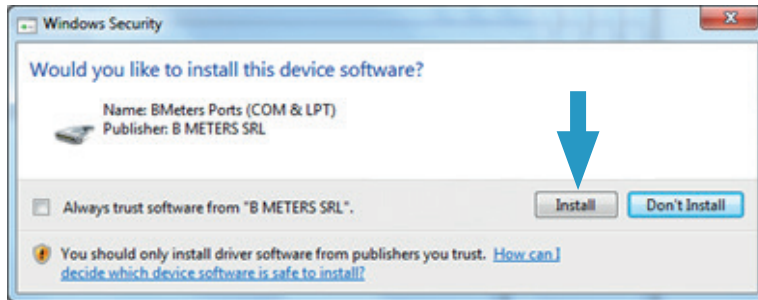 Windows Security
Would you like to install this device software?
Name: BMeters Ports (COM & LPT)
Publisher: B METERS SRL
Always trust software from "B METERS SRL".
Install
Don't Install
You should only install driver software from publishers you trust. How can I
decide which device software is safe to install?